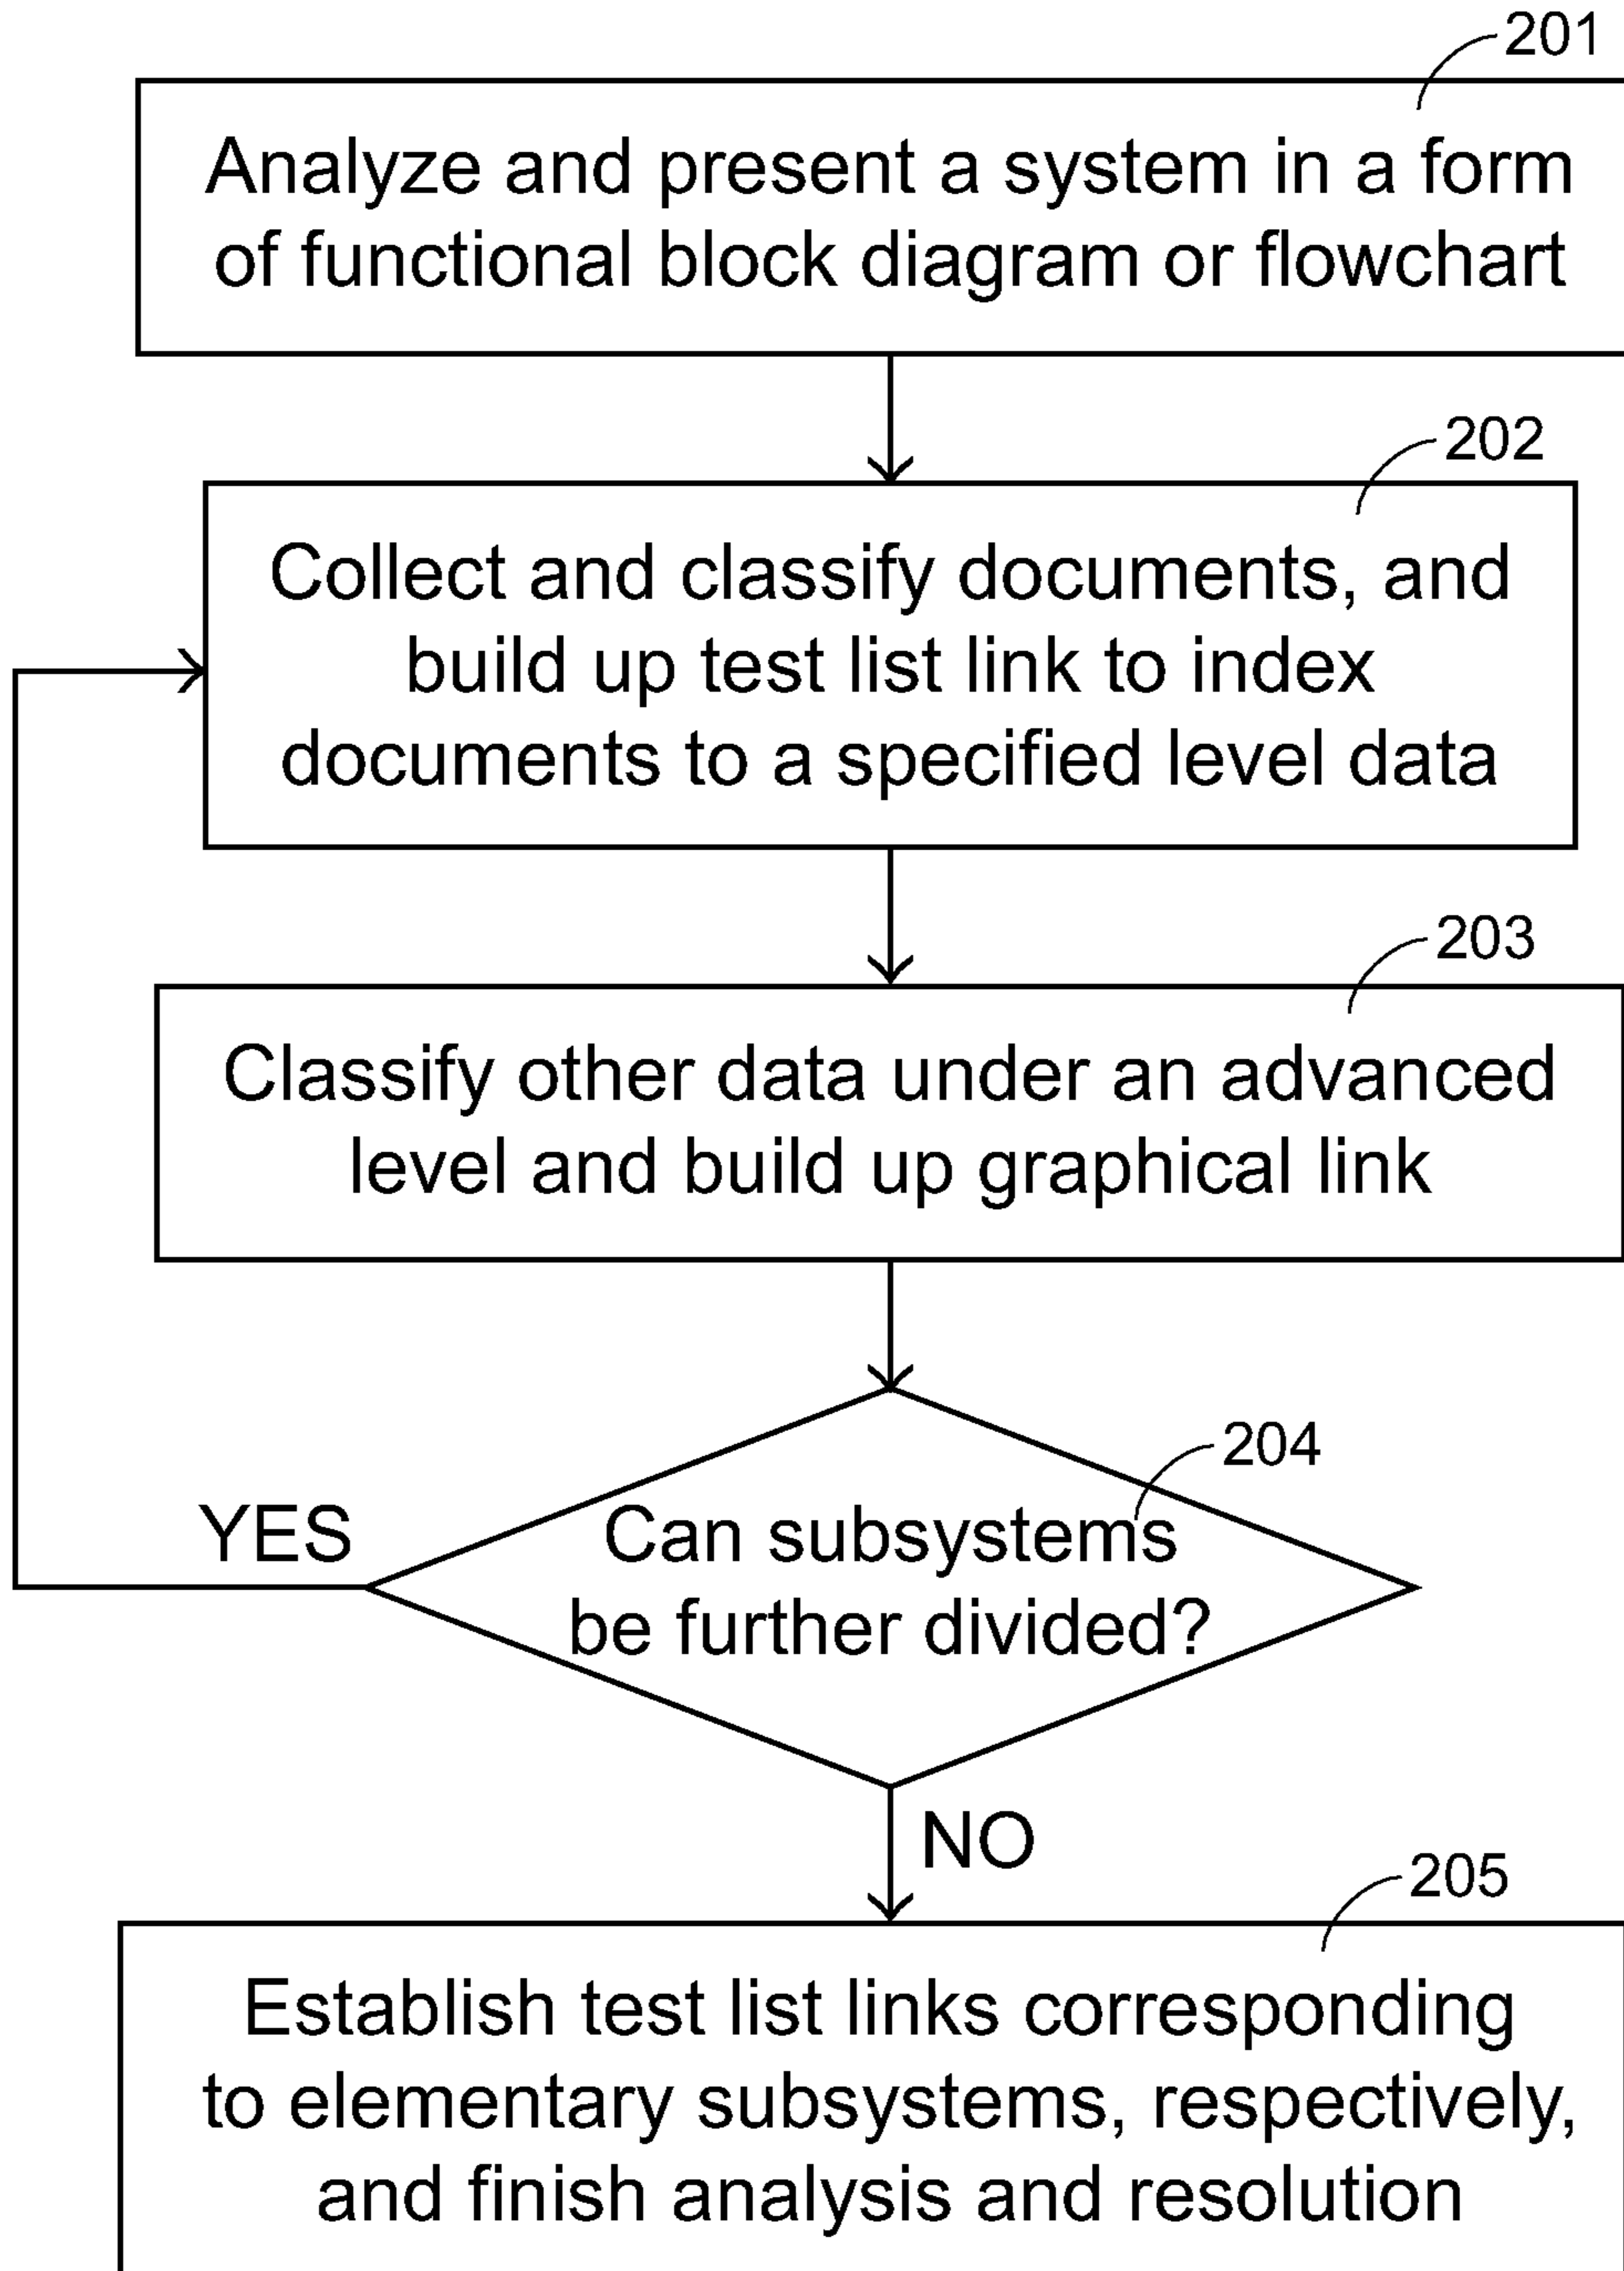 201
Analyze and present a system in a form
of functional block diagram or flowchart
202
Collect and classify documents, and
build up test list link to index
documents to a specified level data
203
Classify other data under an advanced
level and build up graphical link
204
YES
Can subsystems
be further divided?
NO
205
Establish test list links corresponding
to elementary subsystems, respectively,
and finish analysis and resolution